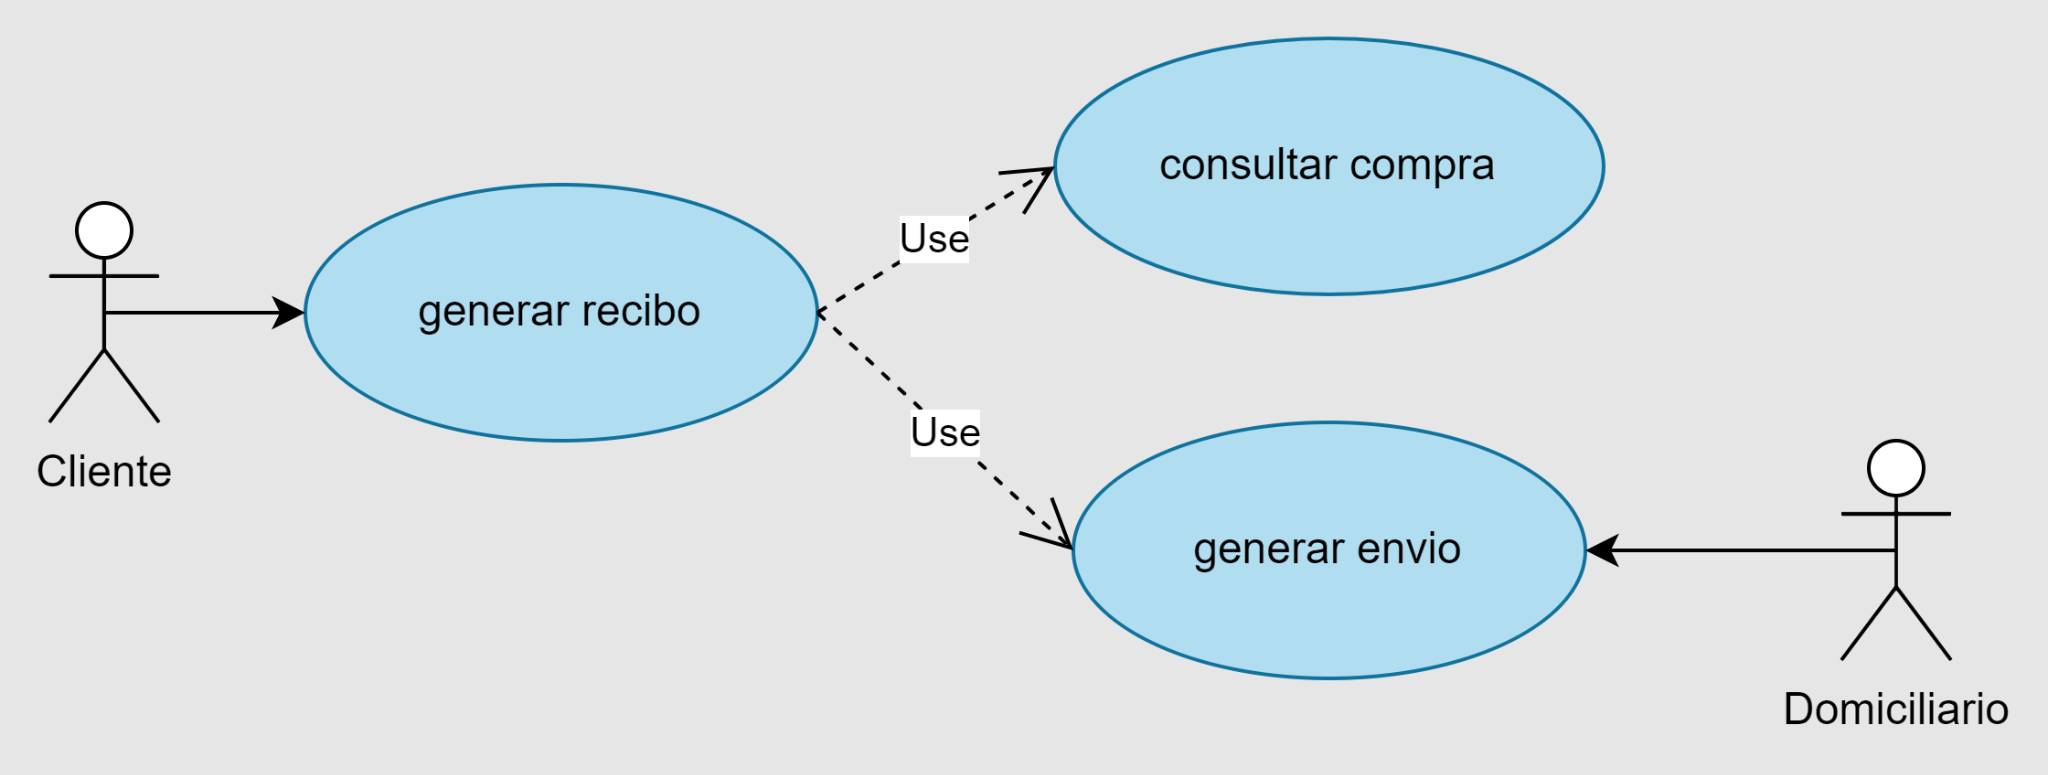 consultar compra
Use
generar recibo
Use
Cliente
generar envio
Domiciliario